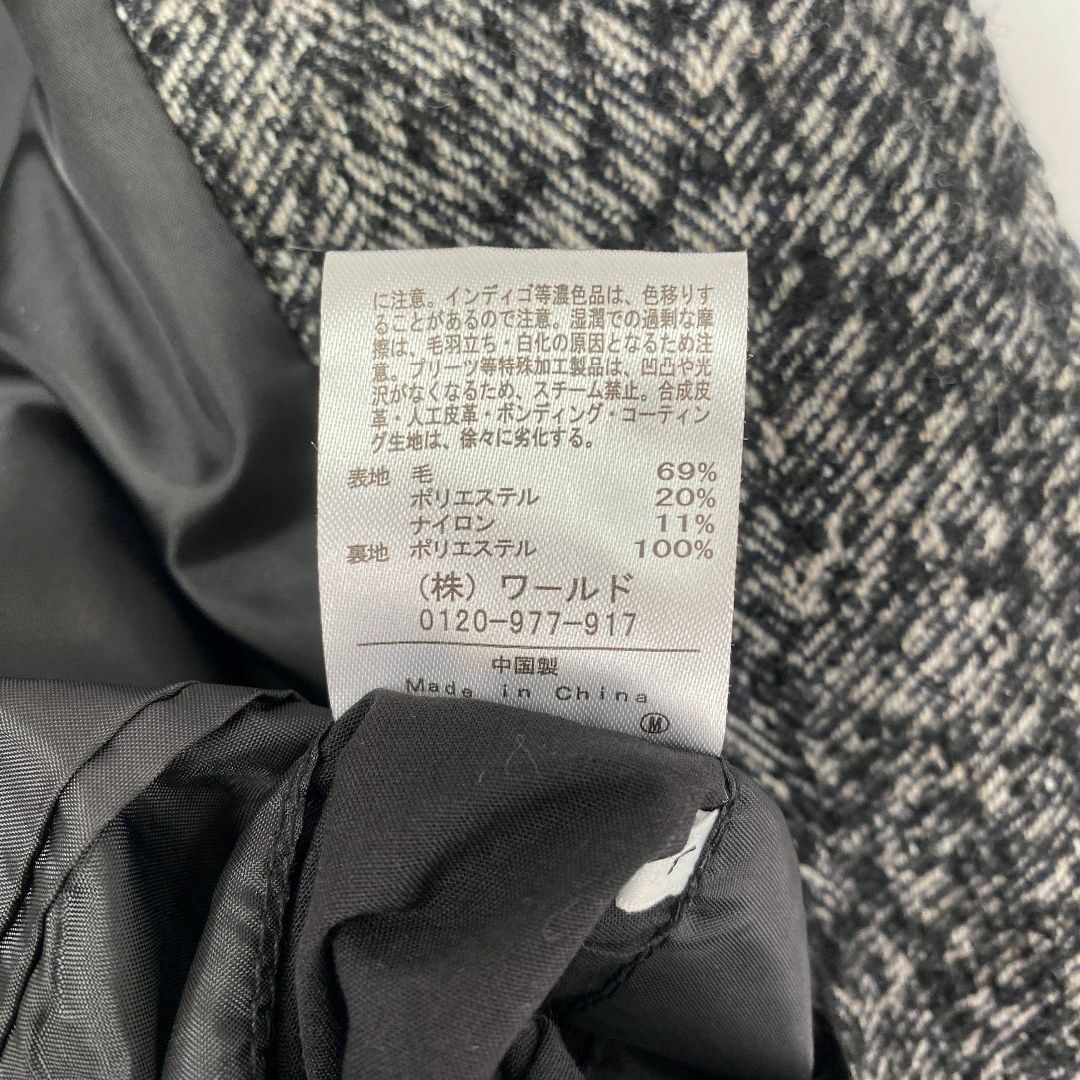 に注意。インディゴ等濃色品は、色移りす
ることがあるので注意。湿潤での過剰な摩
擦は、毛羽立ち・白化の原因となるため注
意。プリーツ等特殊加工製品は、凹凸や光
沢がなくなるため、スチーム禁止。合成皮
革・人工皮革・ボンディング・コーティン
グ生地は、徐々に劣化する。
表地 毛 69%
ポリエステル 20%
ナイロン 11%
裏地 ポリエステル 100%
(株) ワールド
0120-977-917
中国製
Made in China
Ⓜ